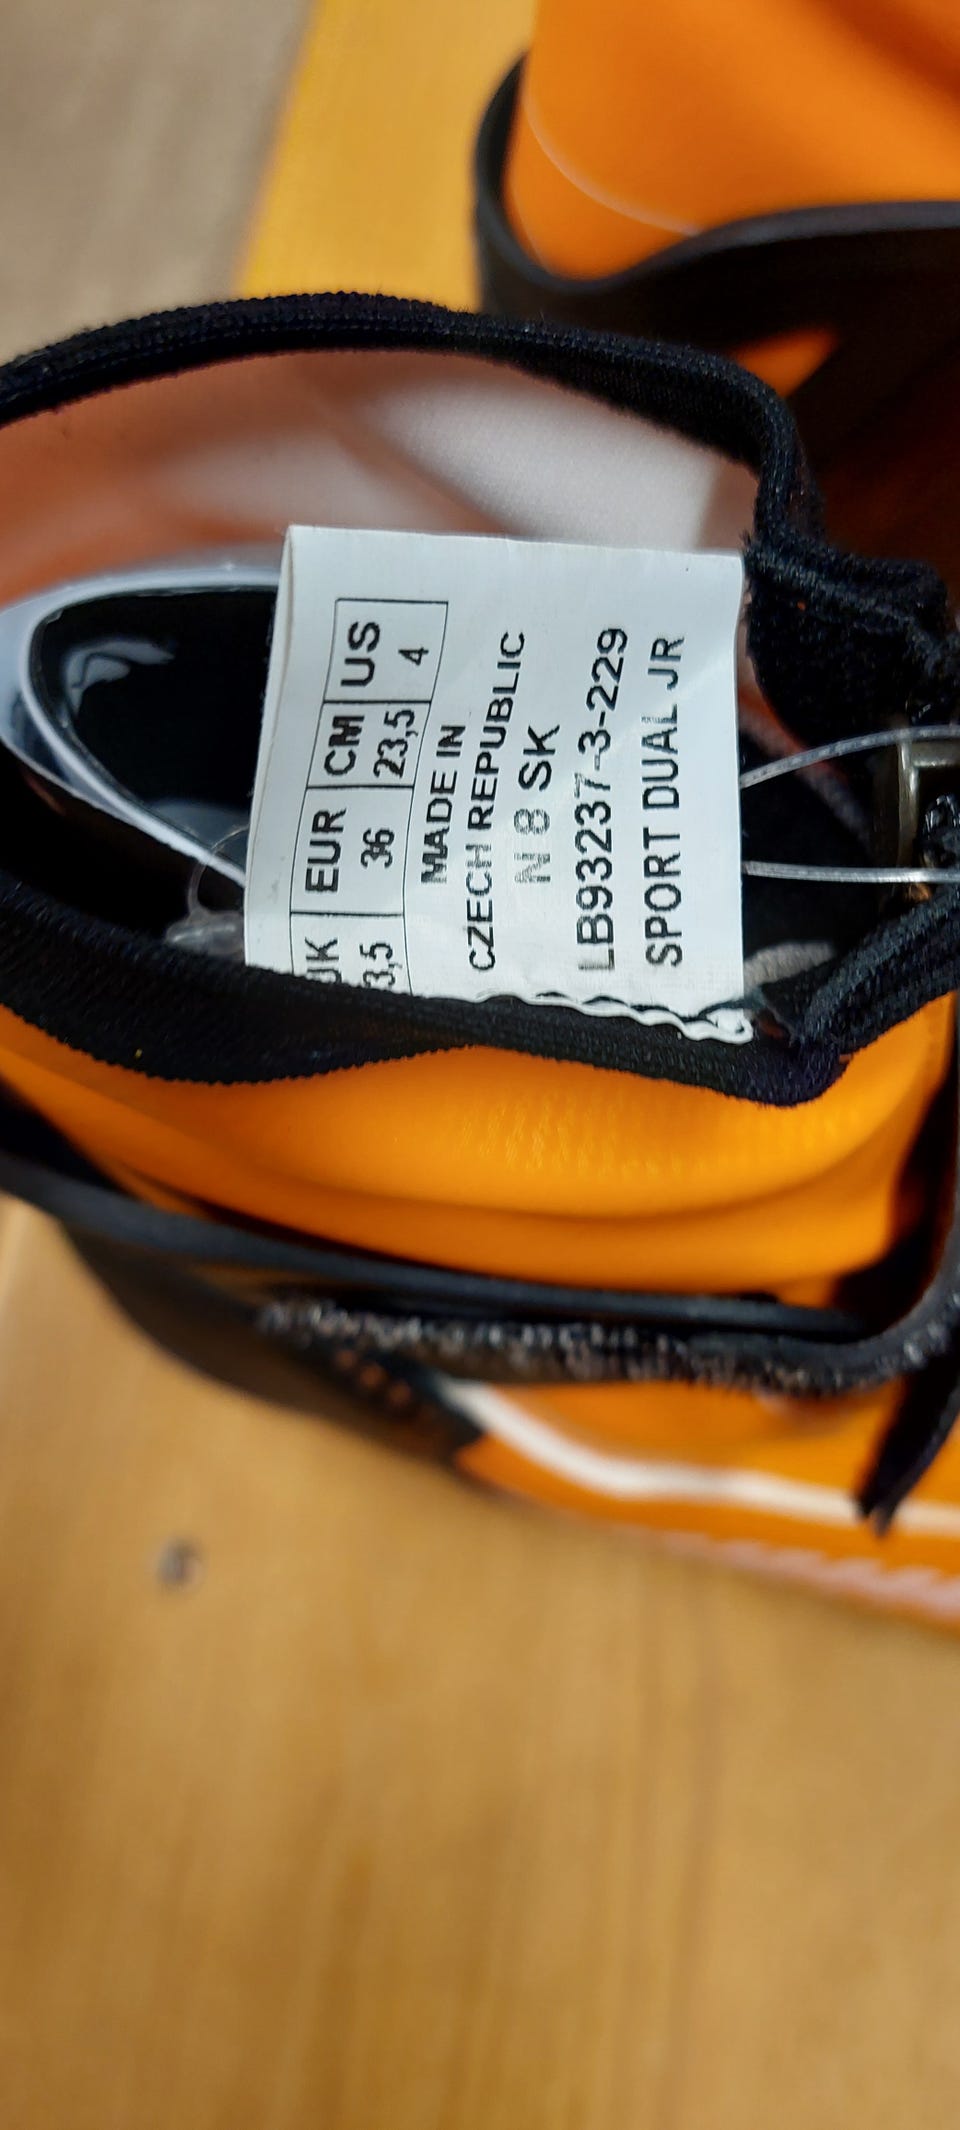 UK EUR CM US
3,5 36 23,5 4
MADE IN
CZECH REPUBLIC
N 8 SK
LB93237-3-229
SPORT DUAL JR